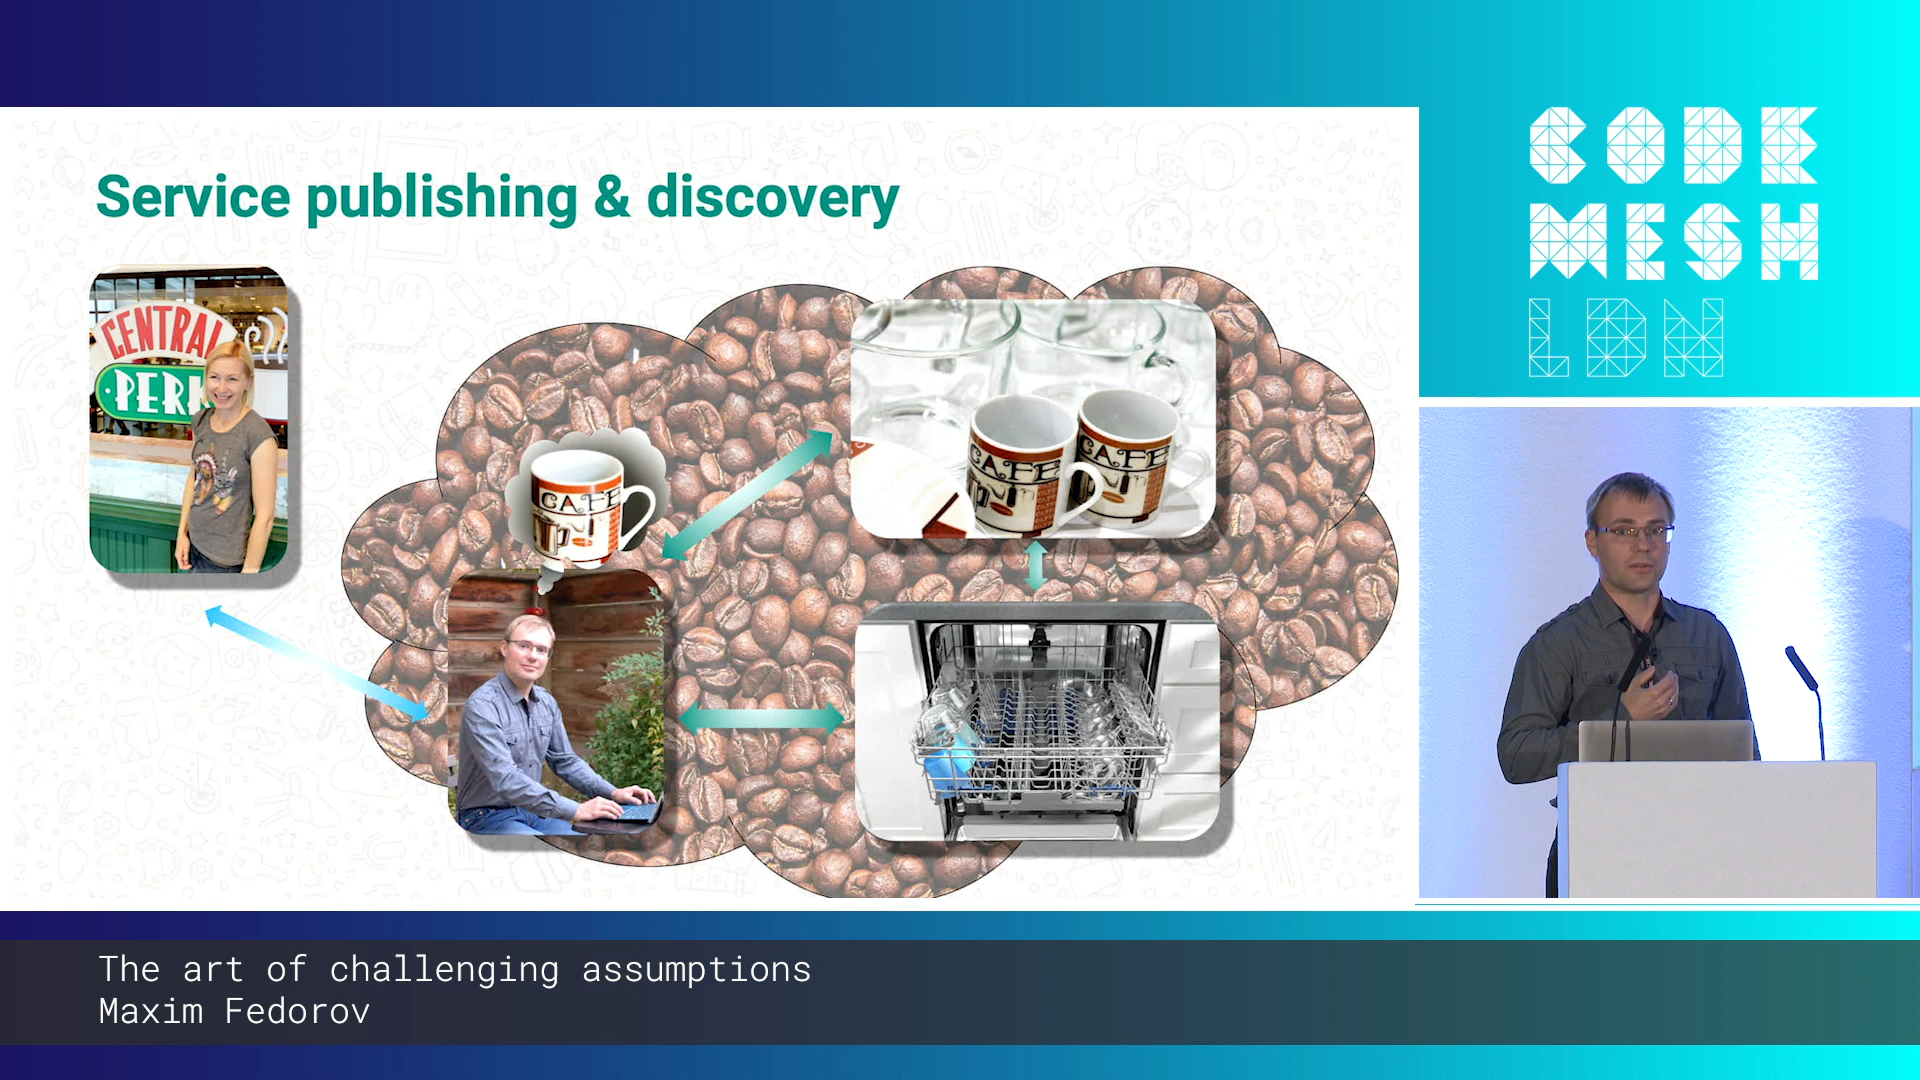 Service publishing & discovery
CENTRAL
PERK
CAFE
CAFE
CAFE
CODE
MESH
LDN
The art of challenging assumptions
Maxim Fedorov